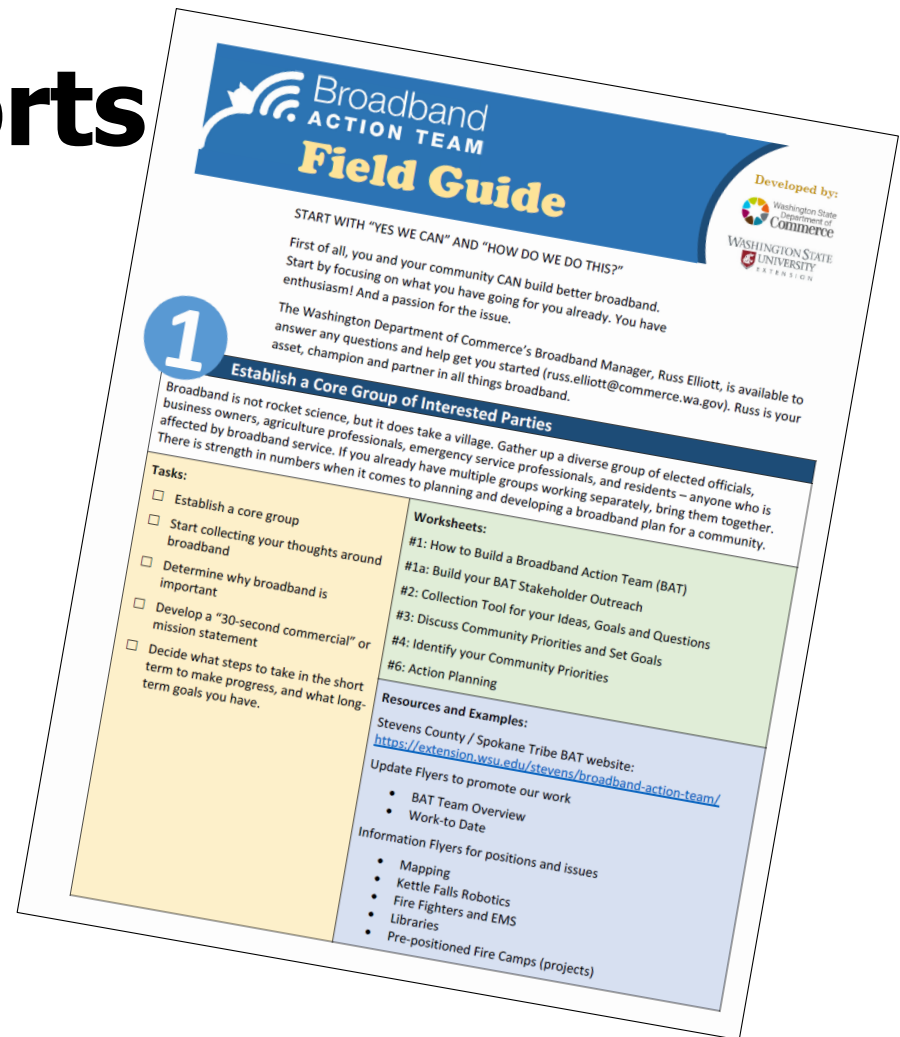 Broadband
ACTION TEAM
Field Guide
Developed by:
Washington State
Department of
Commerce
WASHINGTON STATE
UNIVERSITY
EXTENSION
START WITH “YES WE CAN” AND “HOW DO WE DO THIS?”
First of all, you and your community CAN build better broadband.
Start by focusing on what you have going for you already. You have
enthusiasm! And a passion for the issue.
The Washington Department of Commerce’s Broadband Manager, Russ Elliott, is available to
answer any questions and help get you started (russ.elliott@commerce.wa.gov). Russ is your
asset, champion and partner in all things broadband.
1
Establish a Core Group of Interested Parties
Broadband is not rocket science, but it does take a village. Gather up a diverse group of elected officials,
business owners, agriculture professionals, emergency service professionals, and residents – anyone who is
affected by broadband service. If you already have multiple groups working separately, bring them together.
There is strength in numbers when it comes to planning and developing a broadband plan for a community.
Tasks:
☐ Establish a core group
☐ Start collecting your thoughts around
broadband
☐ Determine why broadband is
important
☐ Develop a “30-second commercial” or
mission statement
☐ Decide what steps to take in the short
term to make progress, and what long-
term goals you have.
Worksheets:
#1: How to Build a Broadband Action Team (BAT)
#1a: Build your BAT Stakeholder Outreach
#2: Collection Tool for your Ideas, Goals and Questions
#3: Discuss Community Priorities and Set Goals
#4: Identify your Community Priorities
#6: Action Planning
Resources and Examples:
Stevens County / Spokane Tribe BAT website:
https://extension.wsu.edu/stevens/broadband-action-team/
Update Flyers to promote our work
• BAT Team Overview
• Work-to Date
Information Flyers for positions and issues
• Mapping
• Kettle Falls Robotics
• Fire Fighters and EMS
• Libraries
• Pre-positioned Fire Camps (projects)